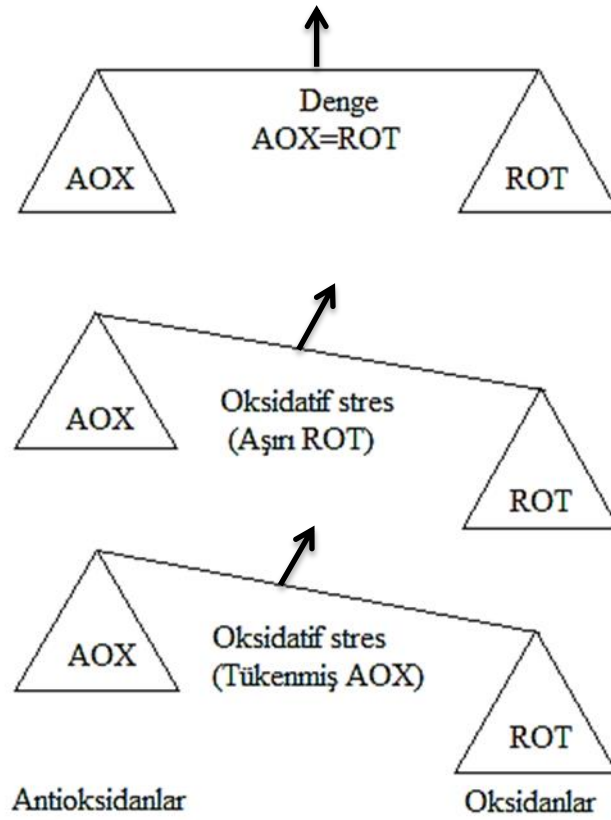 Denge
AOX=ROT
AOX
ROT
Oksidatif stres
(Aşırı ROT)
AOX
ROT
Oksidatif stres
(Tükenmiş AOX)
AOX
ROT
Antioksidanlar
Oksidanlar